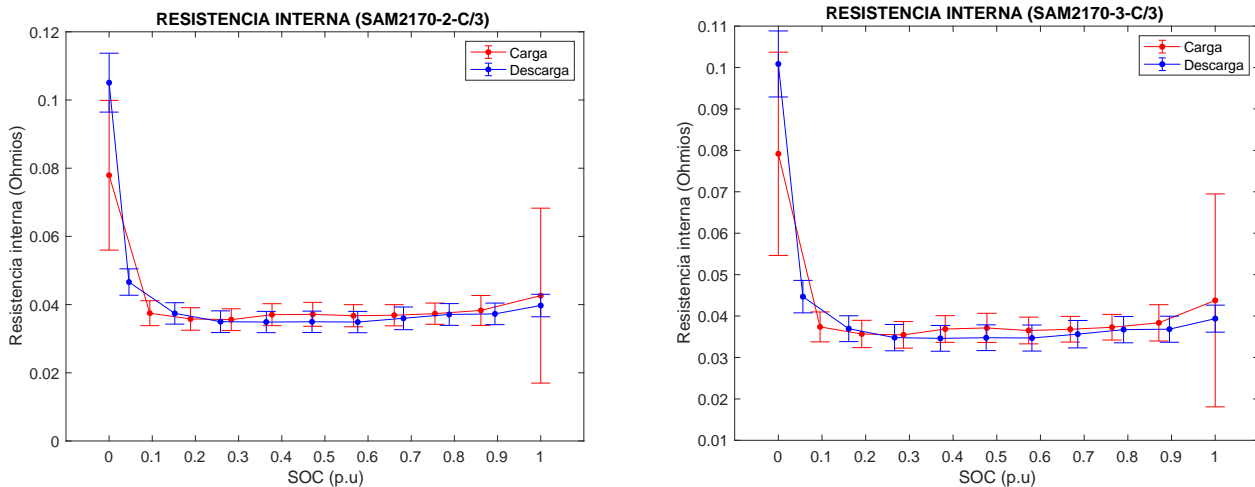 RESISTENCIA INTERNA (SAM2170-2-C/3)
0.12
0.1
0.08
0.06
0.04
0.02
0
Resistencia interna (Ohmios)
Carga
Descarga
0 0.1 0.2 0.3 0.4 0.5 0.6 0.7 0.8 0.9 1
SOC (p.u)
RESISTENCIA INTERNA (SAM2170-3-C/3)
0.11
0.1
0.09
0.08
0.07
0.06
0.05
0.04
0.03
0.02
0.01
Resistencia interna (Ohmios)
Carga
Descarga
0 0.1 0.2 0.3 0.4 0.5 0.6 0.7 0.8 0.9 1
SOC (p.u)